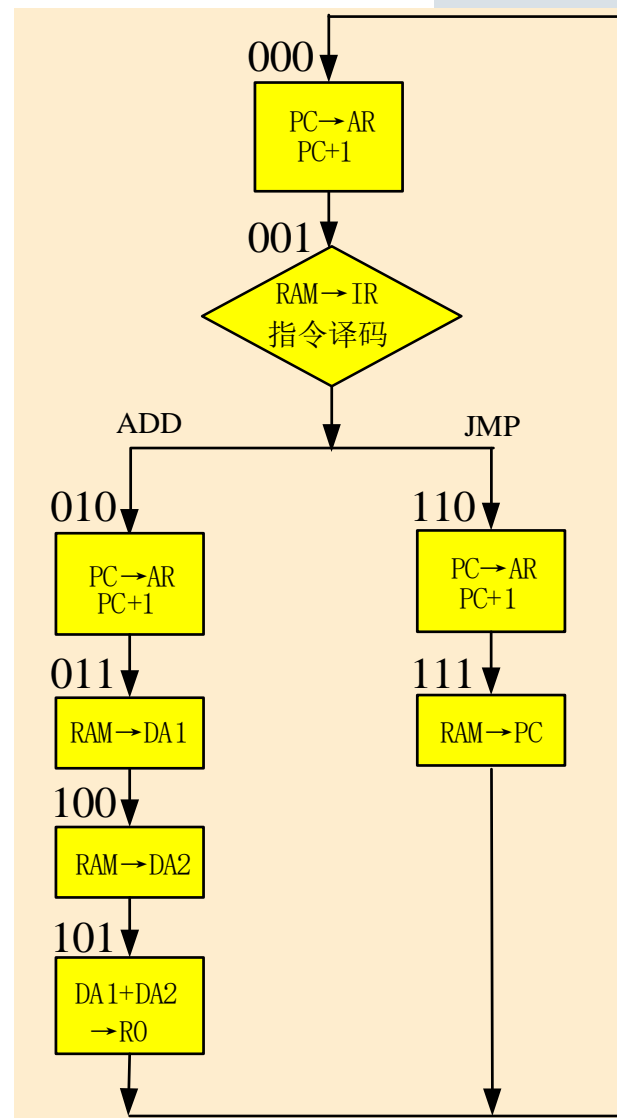 000
PC→AR
PC+1
001
RAM→IR
指令译码
ADD
JMP
010
PC→AR
PC+1
110
PC→AR
PC+1
011
RAM→DA1
111
RAM→PC
100
RAM→DA2
101
DA1+DA2
→R0